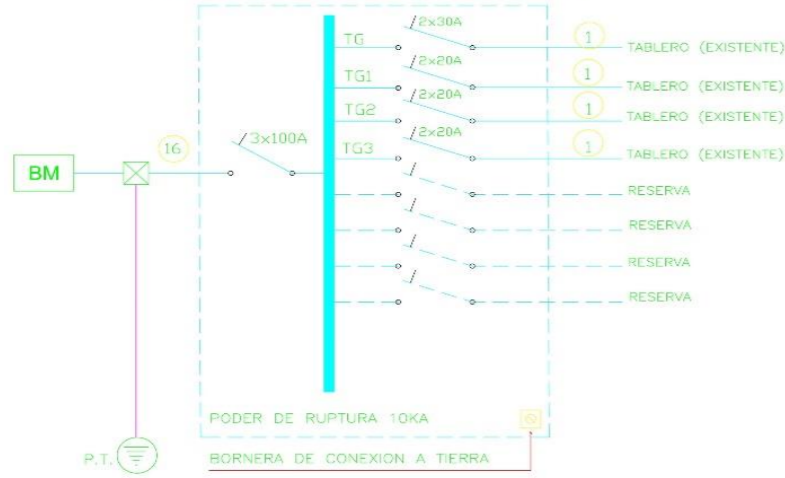 TG 2x30A 1 TABLERO (EXISTENTE)
TG1 2x20A 1 TABLERO (EXISTENTE)
TG2 2x20A 1 TABLERO (EXISTENTE)
TG3 2x20A 1 TABLERO (EXISTENTE)
BM 16 3x100A
RESERVA
RESERVA
RESERVA
RESERVA
PODER DE RUPTURA 10KA
P.T. BORNERA DE CONEXION A TIERRA